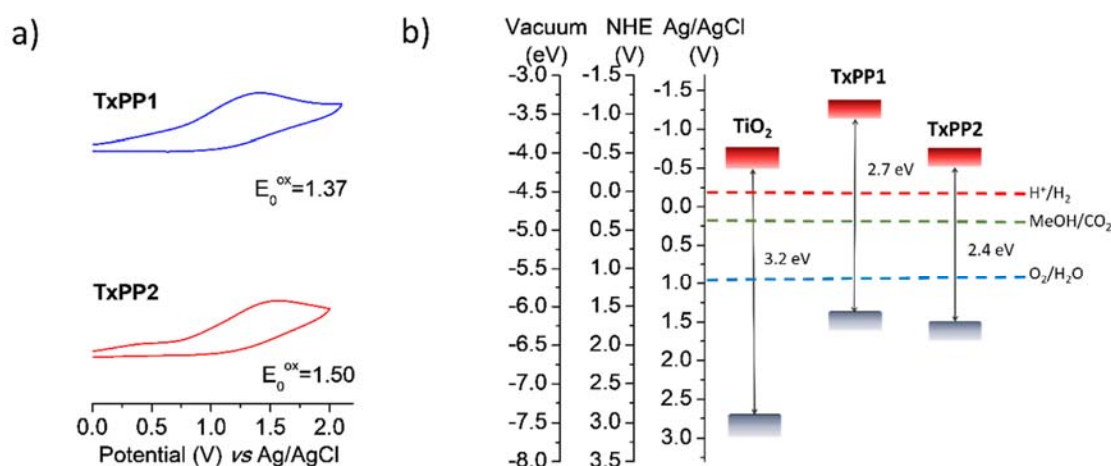 a)
TxPP1
E₀ᵒˣ=1.37
TxPP2
E₀ᵒˣ=1.50
0.0 0.5 1.0 1.5 2.0
Potential (V) vs Ag/AgCl
b)
Vacuum NHE Ag/AgCl
(eV) (V) (V)
-3.0
-3.5
-4.0
-4.5
-5.0
-5.5
-6.0
-6.5
-7.0
-7.5
-8.0
-1.5
-1.0
-0.5
0.0
0.5
1.0
1.5
2.0
2.5
3.0
3.5
-1.5
-1.0
-0.5
0.0
0.5
1.0
1.5
2.0
2.5
3.0
TiO₂
3.2 eV
TxPP1
2.7 eV
TxPP2
2.4 eV
H⁺/H₂
MeOH/CO₂
O₂/H₂O